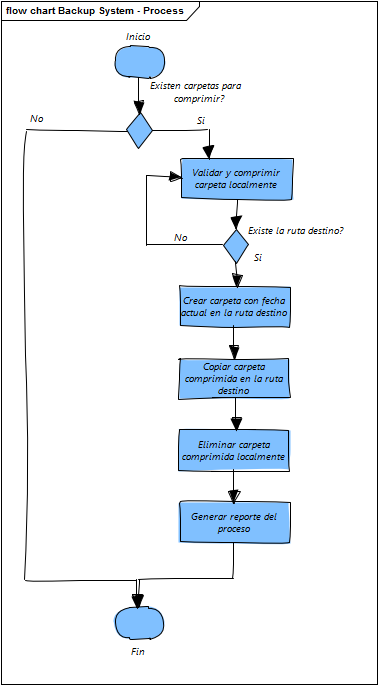 flow chart Backup System - Process
Inicio
Existen carpetas para
comprimir?
No
Si
Validar y comprimir
carpeta localmente
Existe la ruta destino?
No
Si
Crear carpeta con fecha
actual en la ruta destino
Copiar carpeta
comprimida en la ruta
destino
Eliminar carpeta
comprimida localmente
Generar reporte del
proceso
Fin